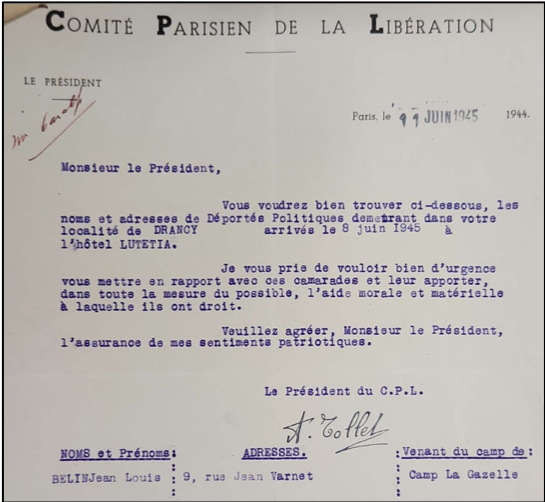 COMITÉ PARISIEN DE LA LIBÉRATION
LE PRÉSIDENT
Paris, le 11 JUIN 1945 1944.
Monsieur le Président,
Vous voudrez bien trouver ci-dessous, les
noms et adresses de Déportés Politiques demeurant dans votre
localité de DRANCY arrivés le 8 juin 1945 à
l'hôtel LUTETIA.
Je vous prie de vouloir bien d'urgence
vous mettre en rapport avec ces camarades et leur apporter,
dans toute la mesure du possible, l'aide morale et matérielle
à laquelle ils ont droit.
Veuillez agréer, Monsieur le Président,
l'assurance de mes sentiments patriotiques.
Le Président du C.P.L.
A. Tollet
NOMS et Prénoms: ADRESSES. :Venant du camp de:
BELINJean Louis : 9, rue Jean Varnet : Camp La Gazelle